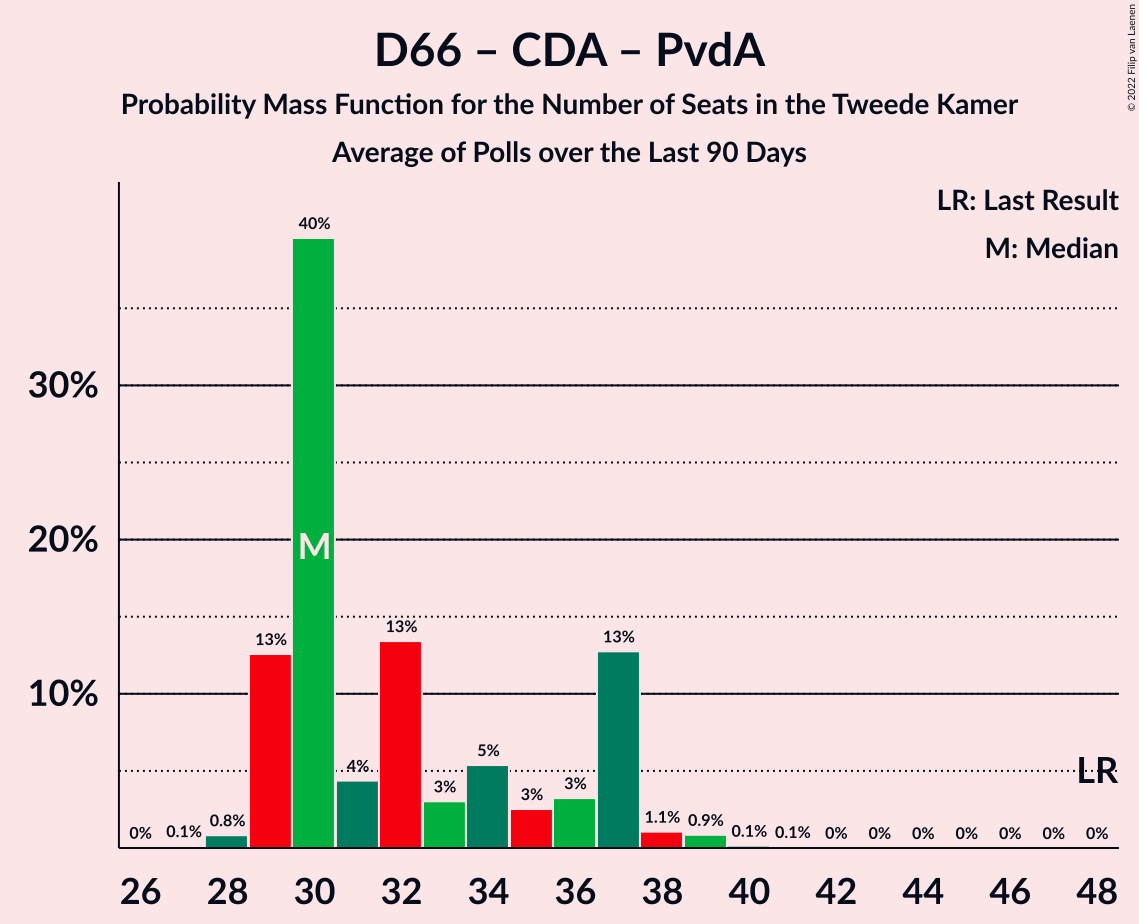 D66 – CDA – PvdA
Probability Mass Function for the Number of Seats in the Tweede Kamer
Average of Polls over the Last 90 Days
© 2022 Filip van Laenen
LR: Last Result
M: Median
30%
20%
10%
0% 0.1% 0.8% 13% 40% 4% 13% 3% 5% 3% 3% 13% 1.1% 0.9% 0.1% 0.1% 0% 0% 0% 0% 0% 0% 0%
M
LR
26 28 30 32 34 36 38 40 42 44 46 48